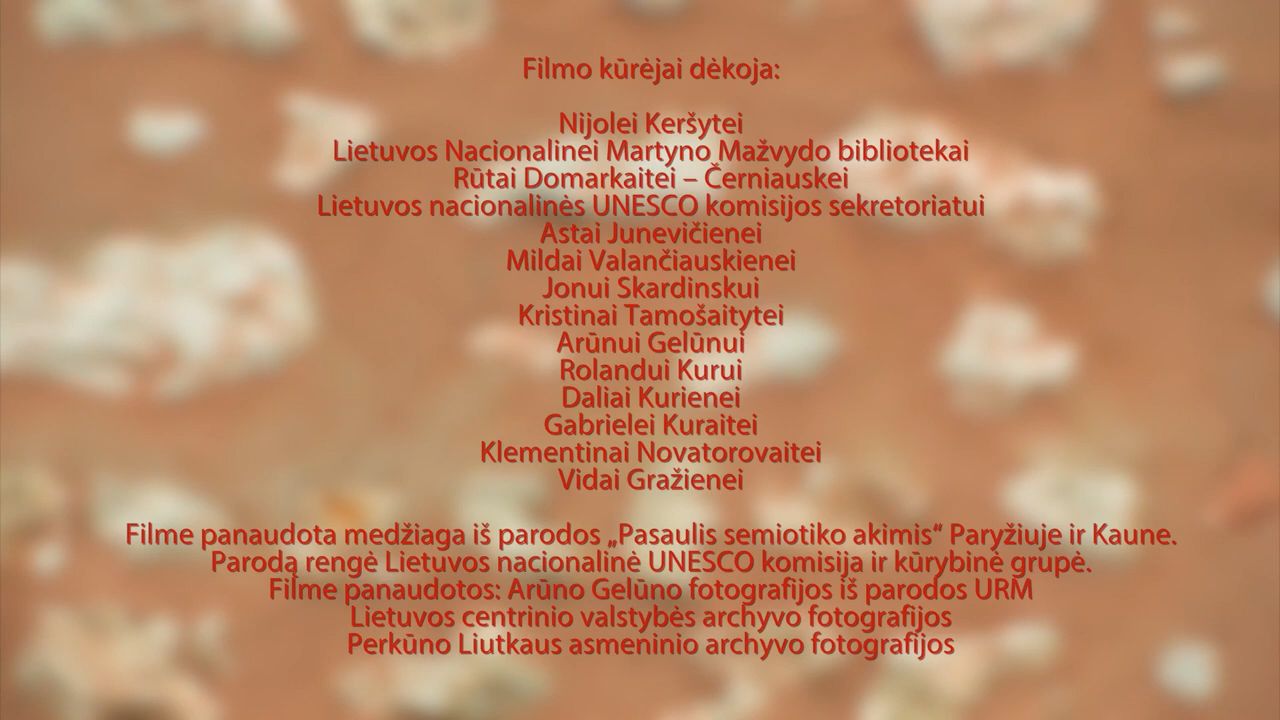 Filmo kūrėjai dėkoja:
Nijolei Keršytei
Lietuvos Nacionalinei Martyno Mažvydo bibliotekai
Rūtai Domarkaitei – Černiauskei
Lietuvos nacionalinės UNESCO komisijos sekretoriatui
Astai Junevičienei
Mildai Valančiauskienei
Jonui Skardinskui
Kristinai Tamošaitytei
Arūnui Gelūnui
Rolandui Kurui
Daliai Kurienei
Gabrielei Kuraitei
Klementinai Novatorovaitei
Vidai Gražienei
Filme panaudota medžiaga iš parodos „Pasaulis semiotiko akimis“ Paryžiuje ir Kaune.
Parodą rengė Lietuvos nacionalinė UNESCO komisija ir kūrybinė grupė.
Filme panaudotos: Arūno Gelūno fotografijos iš parodos URM
Lietuvos centrinio valstybės archyvo fotografijos
Perkūno Liutkaus asmeninio archyvo fotografijos